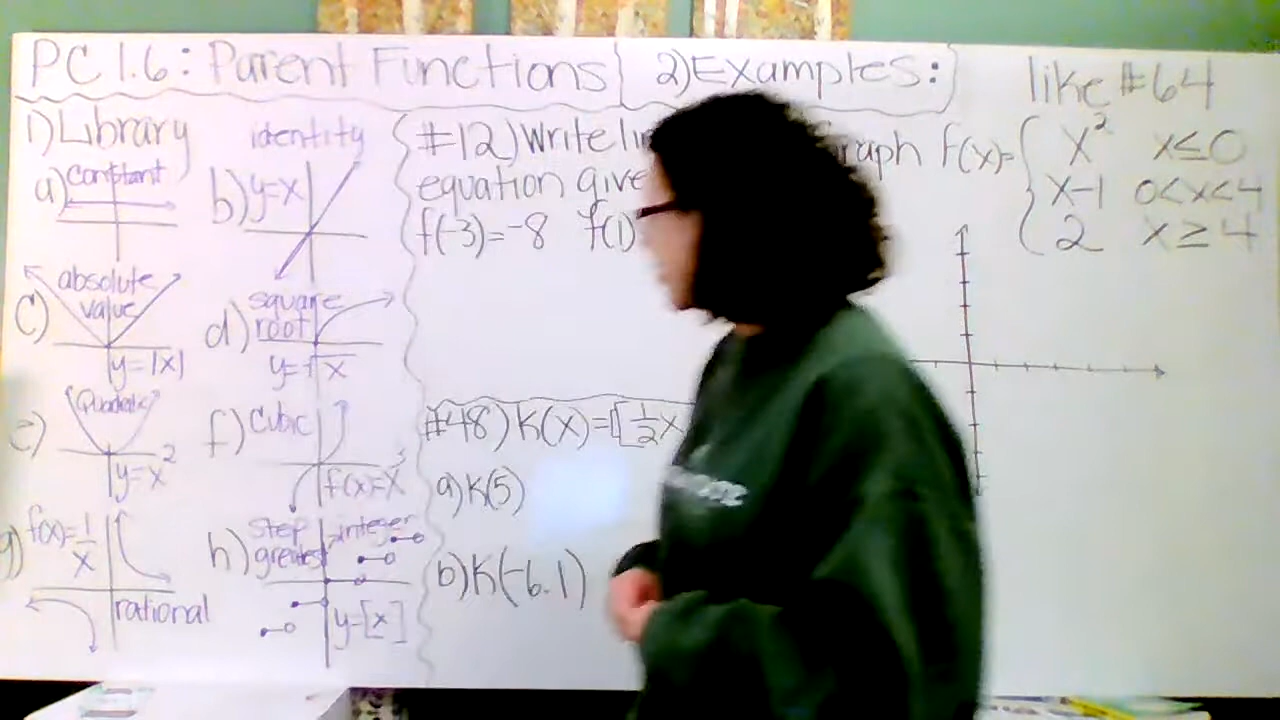 PC 1.6: Parent Functions
2) Examples:
like #64
1) Library
a) constant
identity
b) y=x
c) absolute
value
y=|x|
d) square
root
y=√x
e) Quadratic
y=x²
f) Cubic
f(x)=x³
g) f(x)=1/x
rational
h) step
greatest integer
y=[x]
#12) Write
equation give
f(-3)=-8 f(1)
#48) K(x)=[[1/2x
a) K(5)
b) K(-6.1)
raph f(x)= { x² x≤0
x-1 0<x<4
2 x≥4